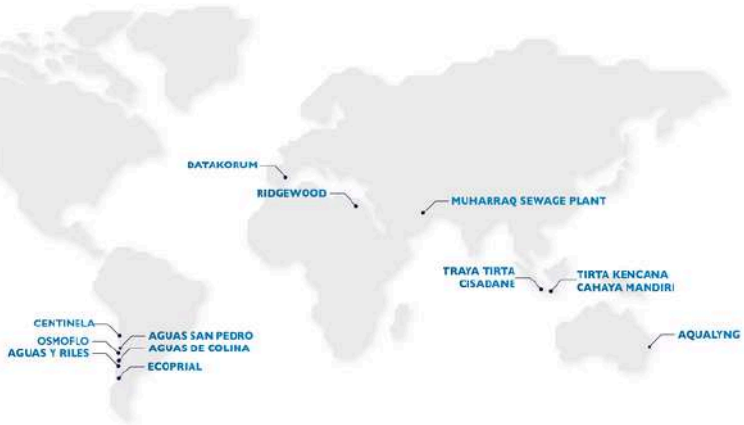 DATAKORUM
RIDGEWOOD
MUHARRAQ SEWAGE PLANT
TRAYA TIRTA
CISADANE
TIRTA KENCANA
CAHAYA MANDIRI
CENTINELA
OSMOFLO
AGUAS Y RILES
AGUAS SAN PEDRO
AGUAS DE COLINA
ECOPRIAL
AQUALYNG